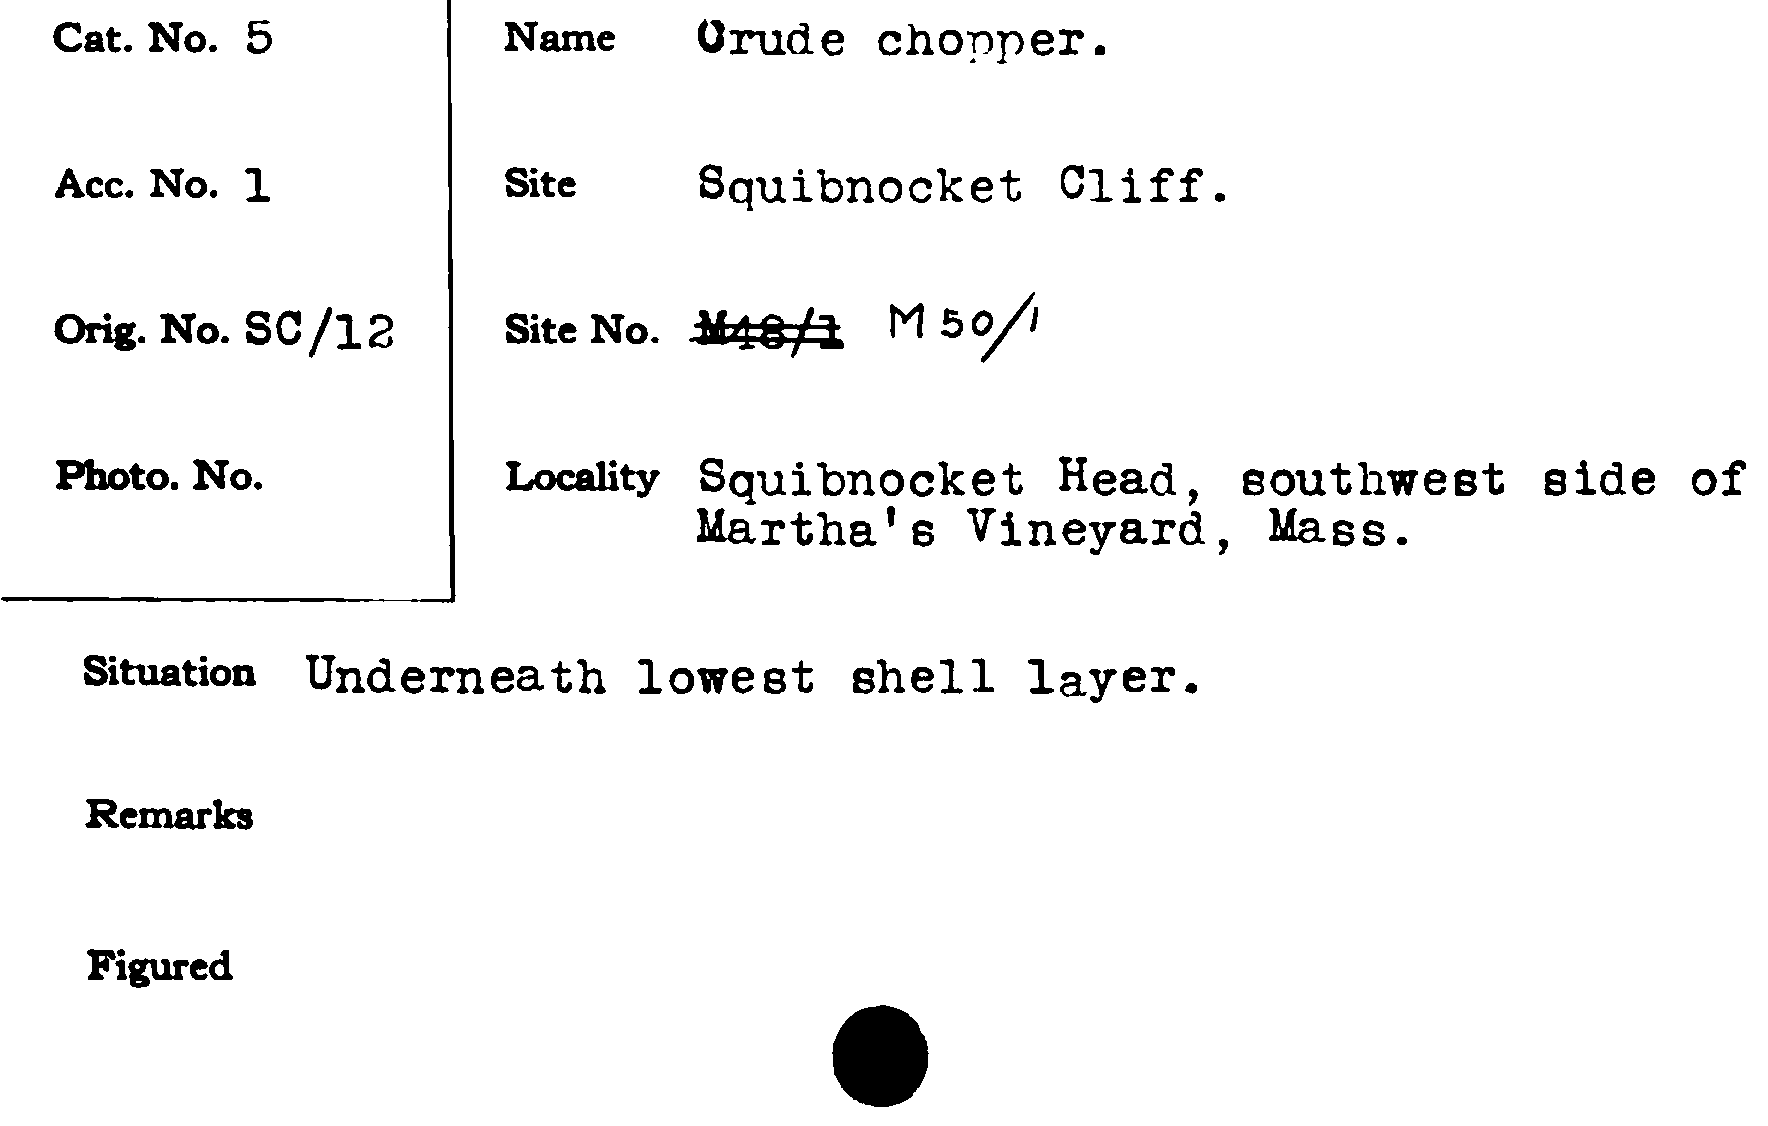 Cat. No. 5
Name Crude chopper.
Acc. No. 1
Site Squibnocket Cliff.
Orig. No. SC/12
Site No. M48/1 M50/1
Photo. No.
Locality Squibnocket Head, southwest side of
Martha's Vineyard, Mass.
Situation Underneath lowest shell layer.
Remarks
Figured